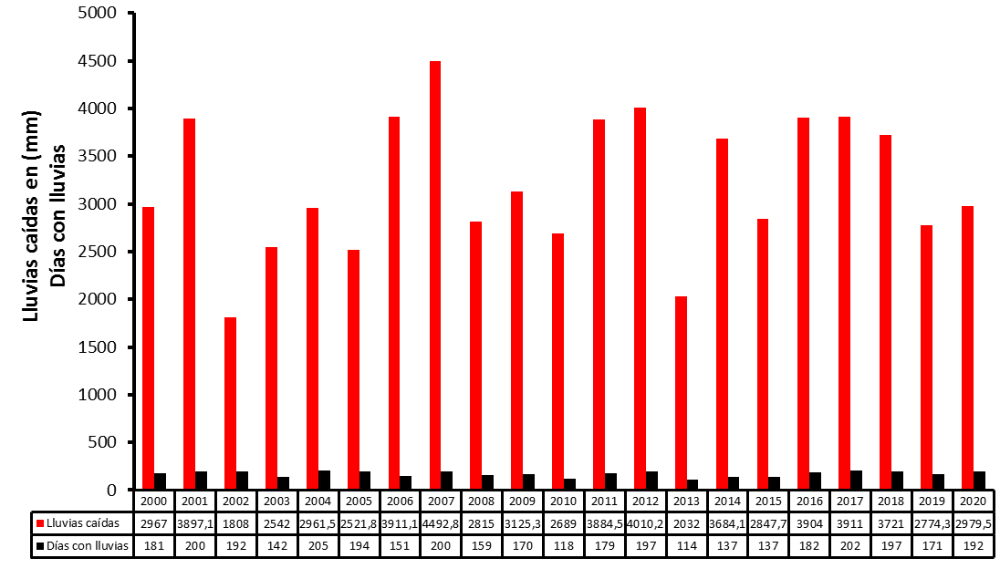 5000
4500
4000
3500
3000
2500
2000
1500
1000
500
0
Lluvias caídas en (mm)
Días con lluvias
2000 2001 2002 2003 2004 2005 2006 2007 2008 2009 2010 2011 2012 2013 2014 2015 2016 2017 2018 2019 2020
Lluvias caídas 2967 3897,1 1808 2542 2961,5 2521,8 3911,1 4492,8 2815 3125,3 2689 3884,5 4010,2 2032 3684,1 2847,7 3904 3911 3721 2774,3 2979,5
Días con lluvias 181 200 192 142 205 194 151 200 159 170 118 179 197 114 137 137 182 202 197 171 192